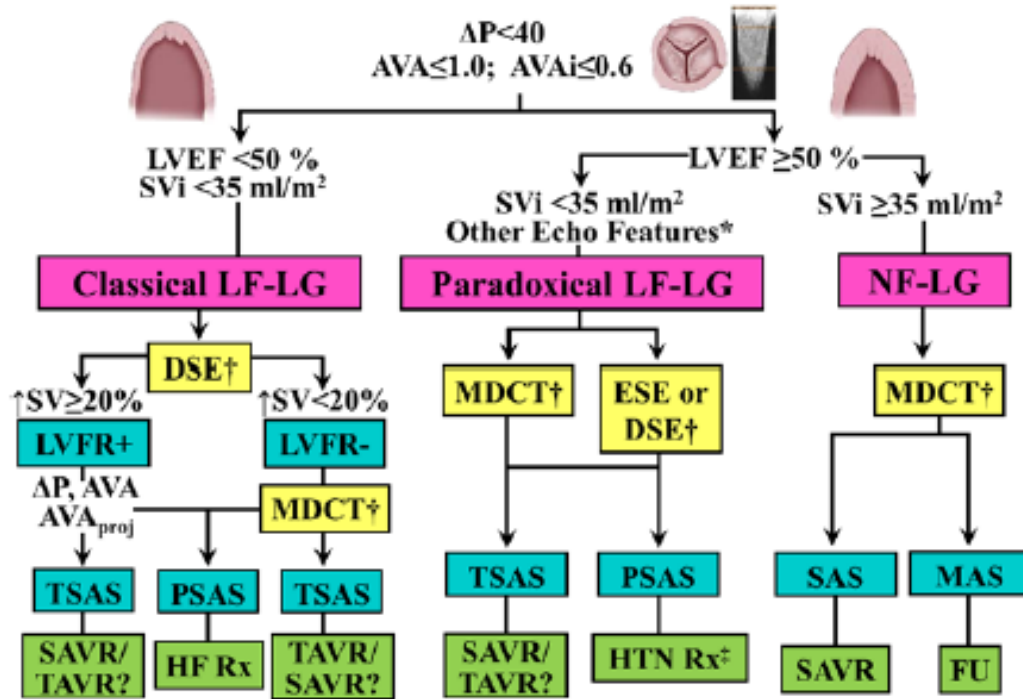 ΔP<40
AVA≤1.0; AVAi≤0.6
LVEF <50 %
SVi <35 ml/m²
LVEF ≥50 %
SVi <35 ml/m²
Other Echo Features*
SVi ≥35 ml/m²
Classical LF-LG
Paradoxical LF-LG
NF-LG
DSE†
↑SV≥20%
↑SV<20%
LVFR+
LVFR-
ΔP, AVA
AVAproj
MDCT†
MDCT†
ESE or
DSE†
MDCT†
TSAS
PSAS
TSAS
TSAS
PSAS
SAS
MAS
SAVR/
TAVR?
HF Rx
TAVR/
SAVR?
SAVR/
TAVR?
HTN Rx‡
SAVR
FU